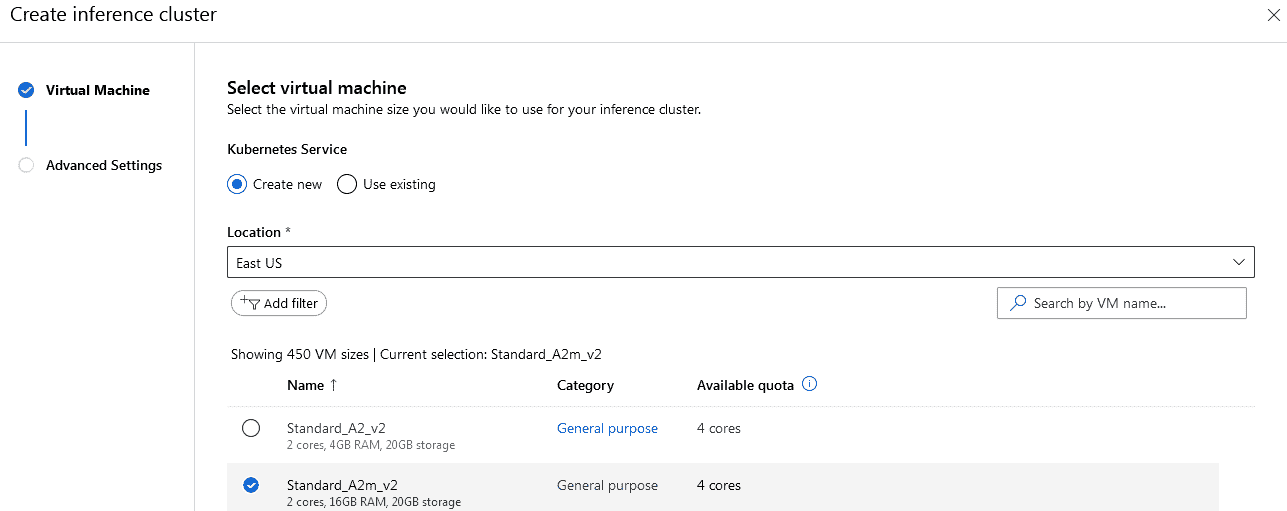 Create inference cluster
Virtual Machine
Advanced Settings
Select virtual machine
Select the virtual machine size you would like to use for your inference cluster.
Kubernetes Service
Create new
Use existing
Location *
East US
Add filter
Search by VM name...
Showing 450 VM sizes | Current selection: Standard_A2m_v2
Name ↑ Category Available quota
Standard_A2_v2 General purpose 4 cores
2 cores, 4GB RAM, 20GB storage
Standard_A2m_v2 General purpose 4 cores
2 cores, 16GB RAM, 20GB storage